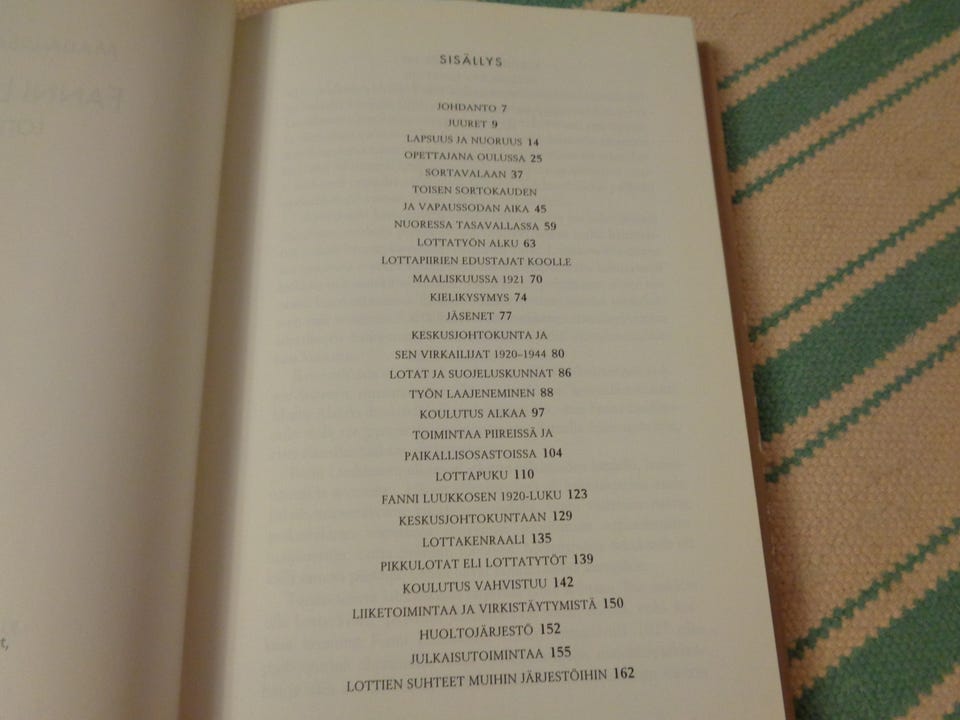 SISÄLLYS
JOHDANTO 7
JUURET 9
LAPSUUS JA NUORUUS 14
OPETTAJANA OULUSSA 25
SORTAVALAAN 37
TOISEN SORTOKAUDEN
JA VAPAUSSODAN AIKA 45
NUORESSA TASAVALLASSA 59
LOTTATYÖN ALKU 63
LOTTAPIIRIEN EDUSTAJAT KOOLLE
MAALISKUUSSA 1921 70
KIELIKYSYMYS 74
JÄSENET 77
KESKUSJOHTOKUNTA JA
SEN VIRKAILIJAT 1920–1944 80
LOTAT JA SUOJELUSKUNNAT 86
TYÖN LAAJENEMINEN 88
KOULUTUS ALKAA 97
TOIMINTAA PIIREISSÄ JA
PAIKALLISOSASTOISSA 104
LOTTAPUKU 110
FANNI LUUKKOSEN 1920-LUKU 123
KESKUSJOHTOKUNTAAN 129
LOTTAKENRAALI 135
PIKKULOTAT ELI LOTTATYTÖT 139
KOULUTUS VAHVISTUU 142
LIIKETOIMINTAA JA VIRKISTÄYTYMISTÄ 150
HUOLTOJÄRJESTÖ 152
JULKAISUTOIMINTAA 155
LOTTIEN SUHTEET MUIHIN JÄRJESTÖIHIN 162